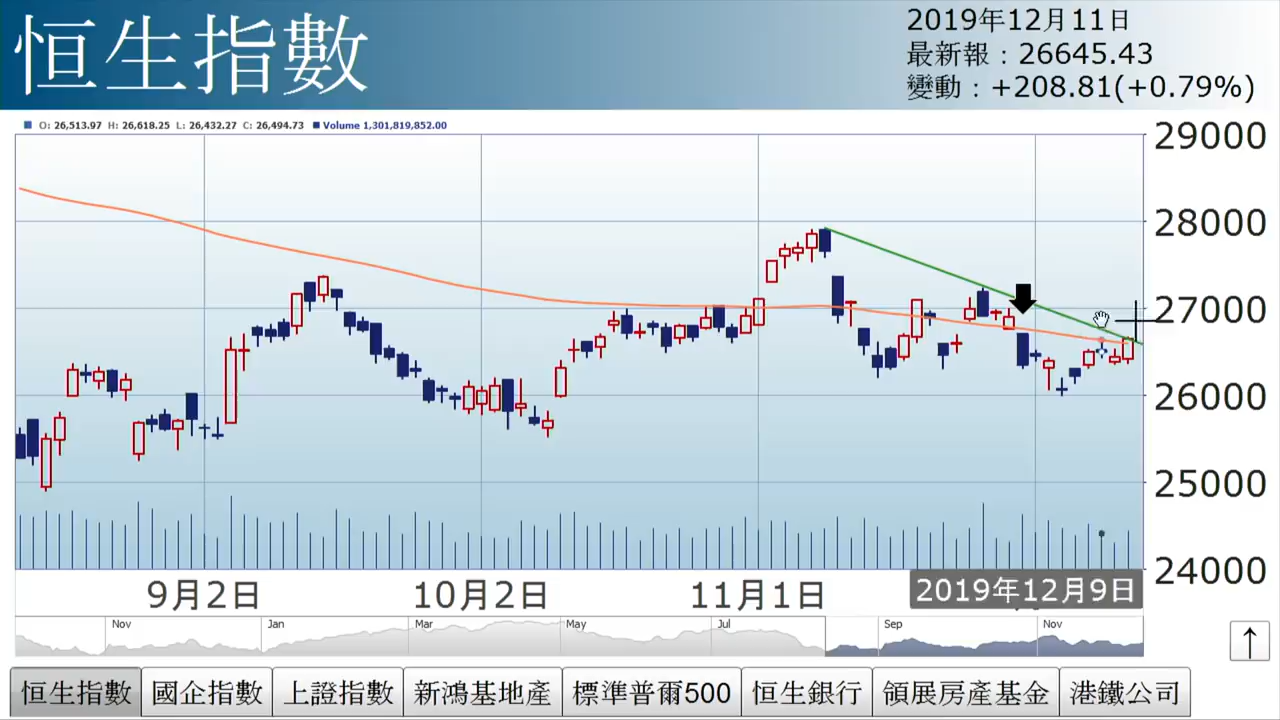 恒生指數
2019年12月11日
最新報：26645.43
變動：+208.81(+0.79%)
O: 26,513.97 H: 26,618.25 L: 26,432.27 C: 26,494.73 Volume 1,301,819,852.00
29000
28000
27000
26000
25000
24000
9月2日 10月2日 11月1日 2019年12月9日
Nov Jan Mar May Jul Sep Nov
恒生指數 國企指數 上證指數 新鴻基地產 標準普爾500 恒生銀行 領展房產基金 港鐵公司